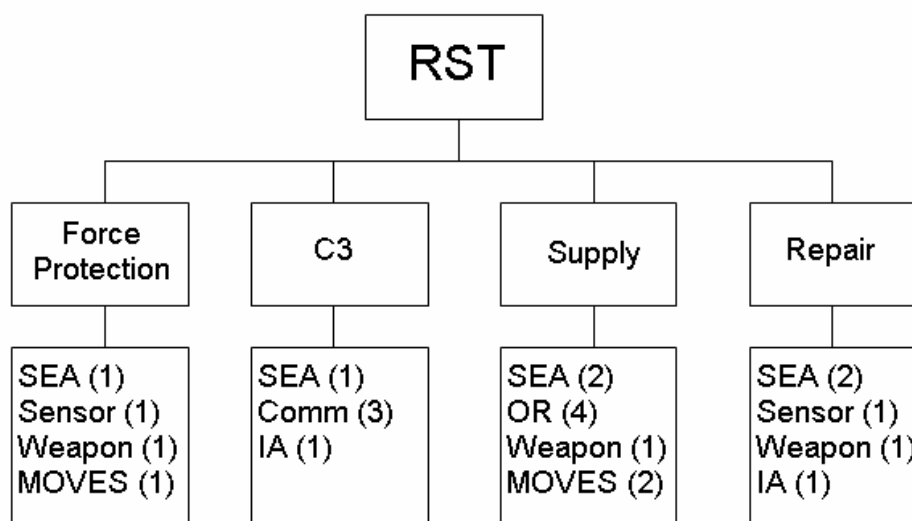 RST
Force
Protection
C3
Supply
Repair
SEA (1)
Sensor (1)
Weapon (1)
MOVES (1)
SEA (1)
Comm (3)
IA (1)
SEA (2)
OR (4)
Weapon (1)
MOVES (2)
SEA (2)
Sensor (1)
Weapon (1)
IA (1)